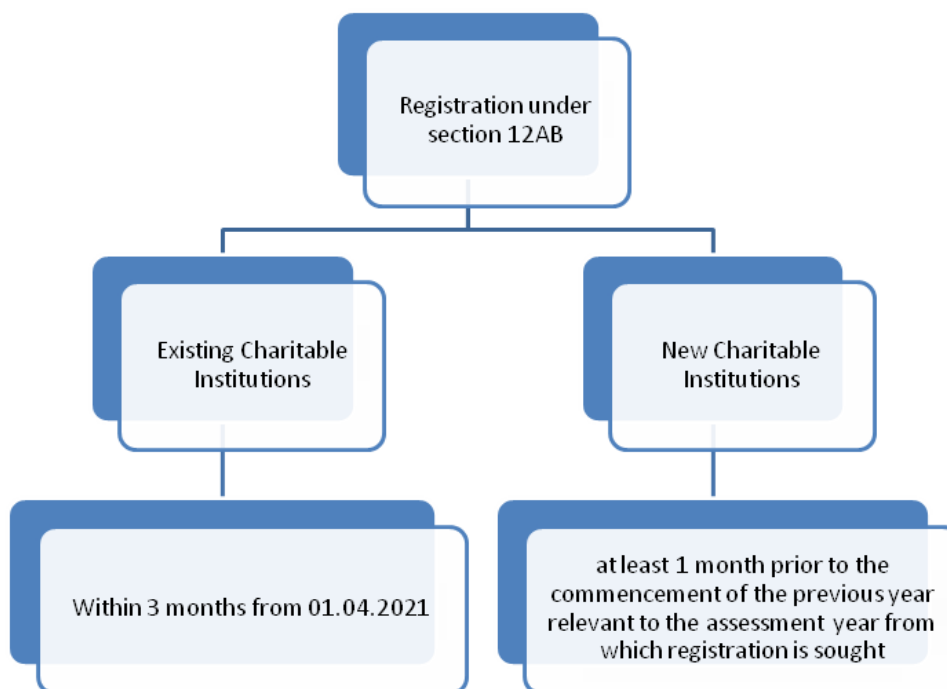 Registration under
section 12AB
Existing Charitable
Institutions
New Charitable
Institutions
Within 3 months from 01.04.2021
at least 1 month prior to the
commencement of the previous year
relevant to the assessment year from
which registration is sought